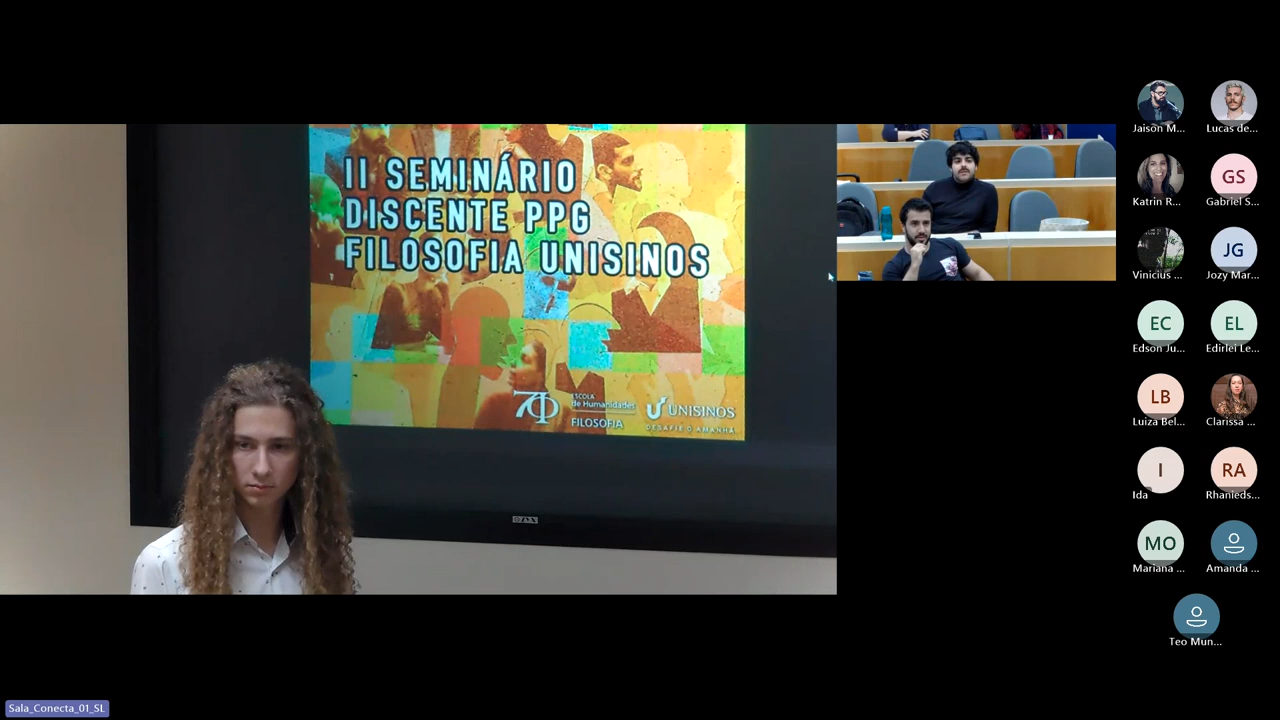 II SEMINÁRIO
DISCENTE PPG
FILOSOFIA UNISINOS
ESCOLA
de Humanidades
FILOSOFIA
UNISINOS
DESAFIE O AMANHÃ.
Jaison M...
Lucas de...
Katrin R...
GS
Gabriel S...
Vinicius ...
JG
Jozy Mar...
EC
Edson Ju...
EL
Edirlei Le...
LB
Luiza Bel...
Clarissa ...
I
Ida
RA
Rhanieds...
MO
Mariana ...
Amanda ...
Teo Mun...
Sala_Conecta_01_SL